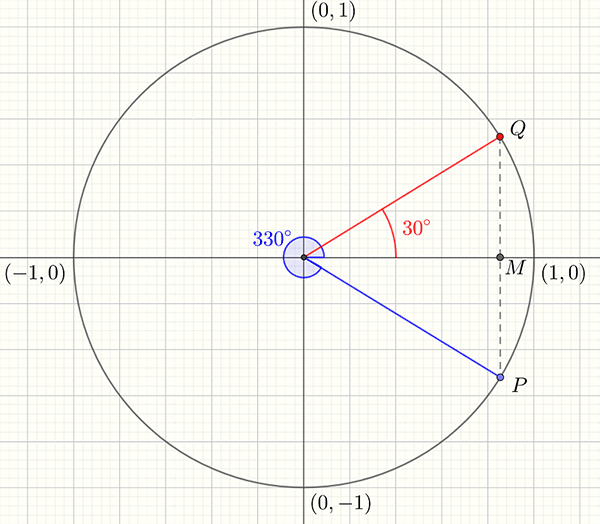 (0, 1)
Q
330°
30°
(−1, 0)
M
(1, 0)
P
(0, −1)